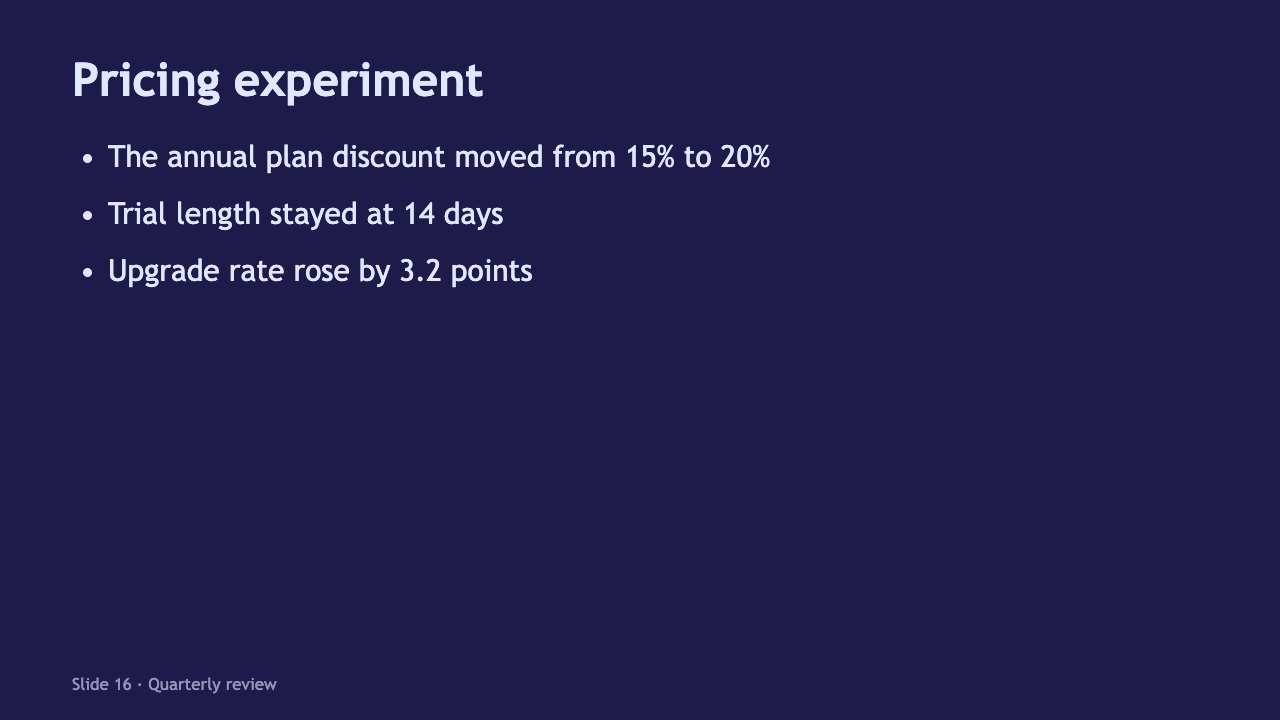 Pricing experiment
• The annual plan discount moved from 15% to 20%
• Trial length stayed at 14 days
• Upgrade rate rose by 3.2 points
Slide 16 · Quarterly review